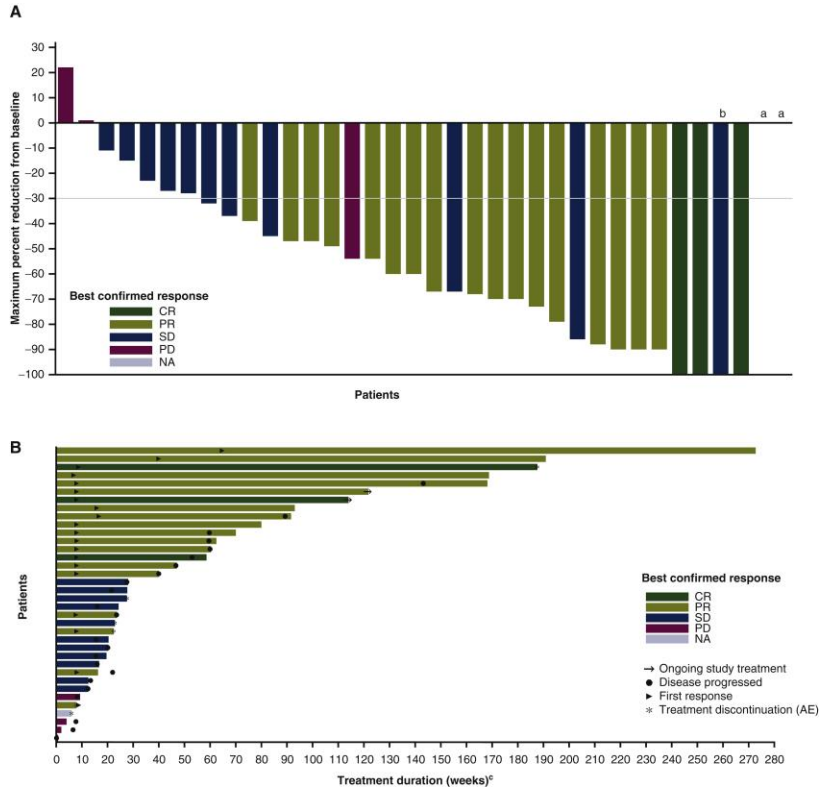 A
Maximum percent reduction from baseline
30
20
10
0
−10
−20
−30
−40
−50
−60
−70
−80
−90
−100
b a a
Best confirmed response
CR
PR
SD
PD
NA
Patients
B
Patients
Best confirmed response
CR
PR
SD
PD
NA
→ Ongoing study treatment
● Disease progressed
► First response
* Treatment discontinuation (AE)
0 10 20 30 40 50 60 70 80 90 100 110 120 130 140 150 160 170 180 190 200 210 220 230 240 250 260 270 280
Treatment duration (weeks)ᶜ